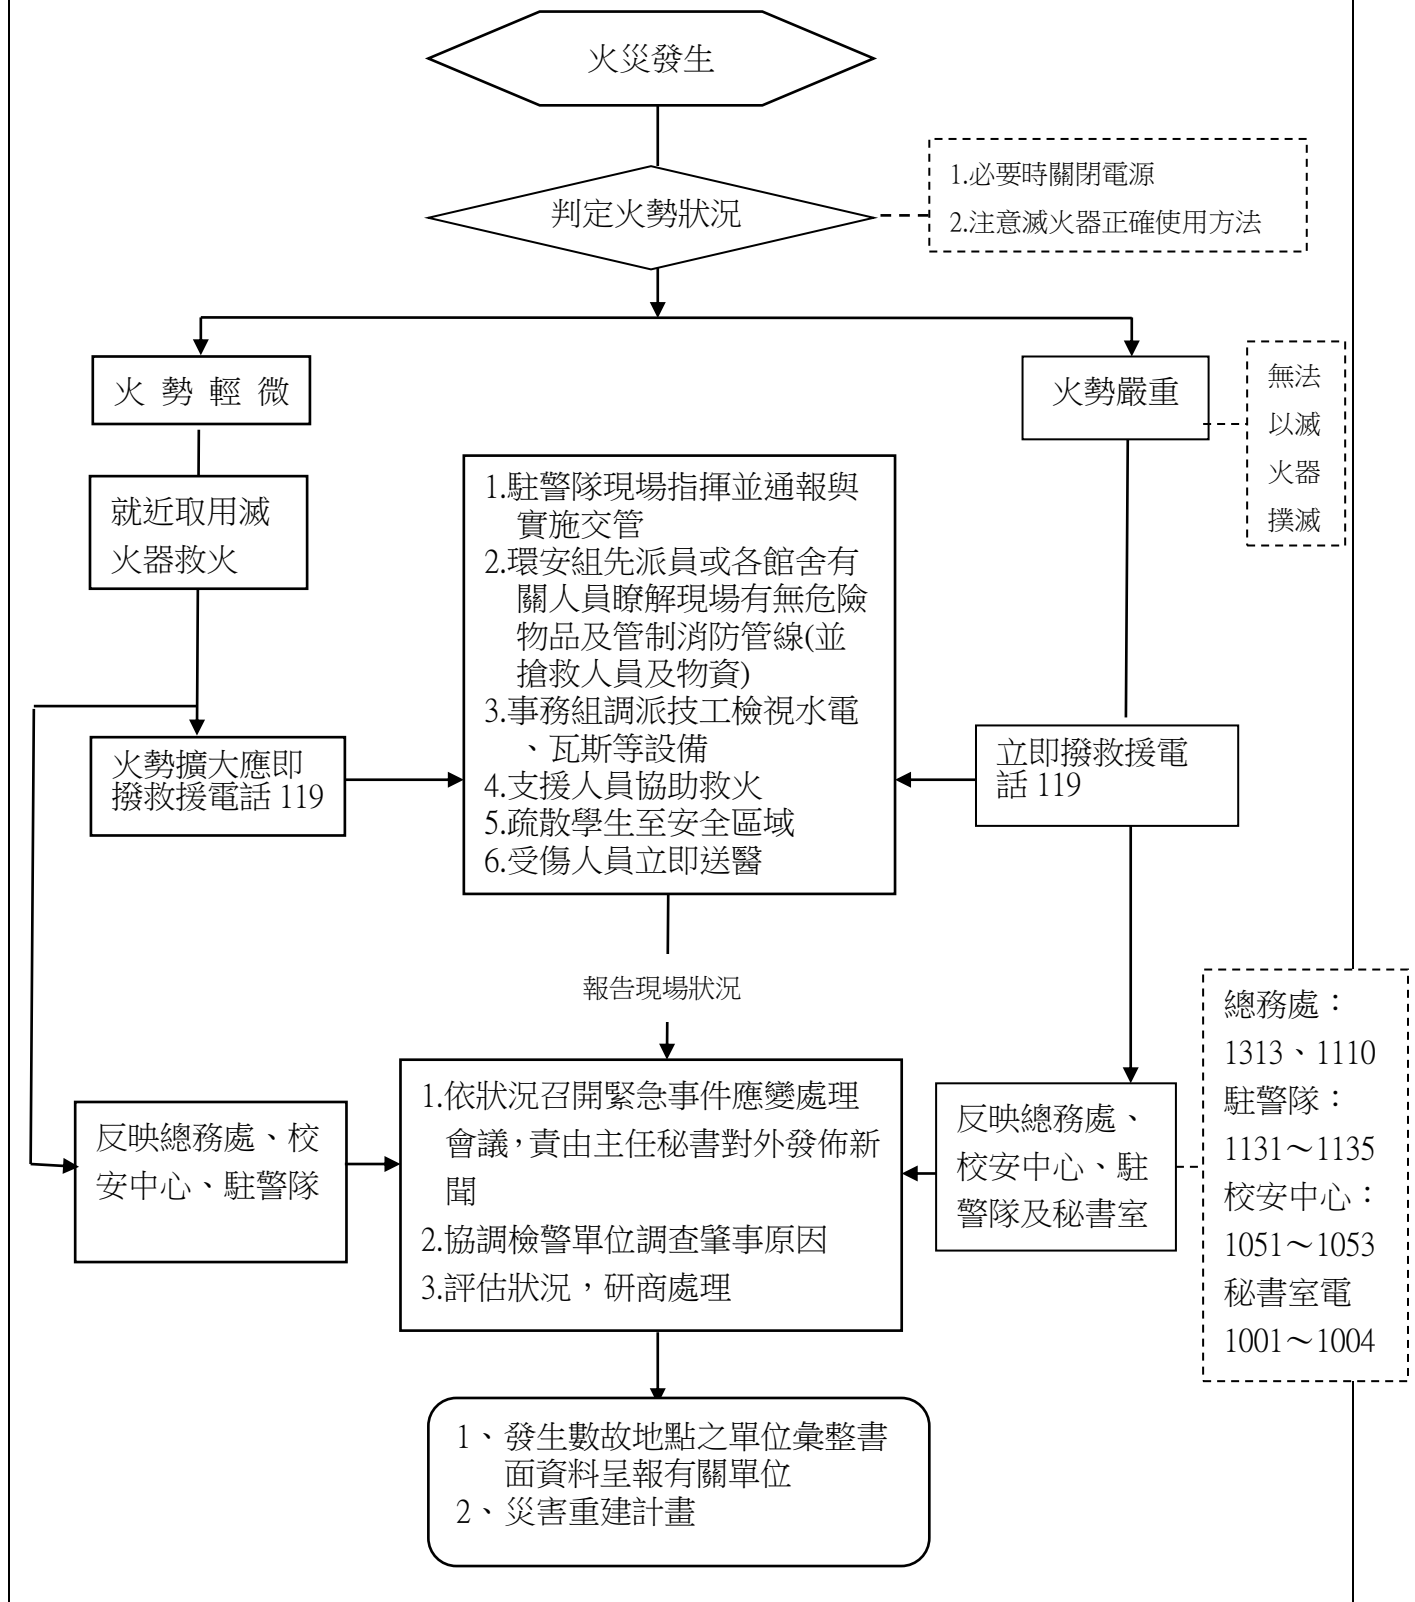 火災發生
判定火勢狀況
1.必要時關閉電源
2.注意滅火器正確使用方法
火 勢 輕 微
火勢嚴重
無法
以滅
火器
撲滅
就近取用滅
火器救火
1.駐警隊現場指揮並通報與
實施交管
2.環安組先派員或各館舍有
關人員瞭解現場有無危險
物品及管制消防管線(並
搶救人員及物資)
3.事務組調派技工檢視水電
、瓦斯等設備
4.支援人員協助救火
5.疏散學生至安全區域
6.受傷人員立即送醫
火勢擴大應即
撥救援電話 119
立即撥救援電
話 119
報告現場狀況
反映總務處、校
安中心、駐警隊
1.依狀況召開緊急事件應變處理
會議，責由主任秘書對外發佈新
聞
2.協調檢警單位調查肇事原因
3.評估狀況，研商處理
反映總務處、
校安中心、駐
警隊及秘書室
總務處：
1313、1110
駐警隊：
1131～1135
校安中心：
1051～1053
秘書室電
1001～1004
1、發生數故地點之單位彙整書
面資料呈報有關單位
2、災害重建計畫